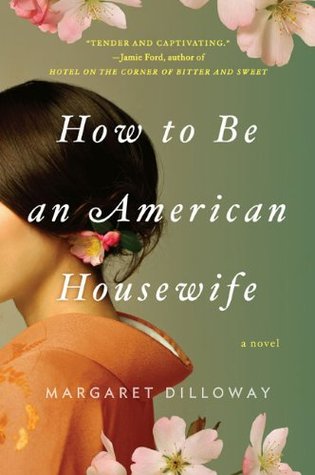 "TENDER AND CAPTIVATING."
—Jamie Ford, author of
HOTEL ON THE CORNER OF BITTER AND SWEET
How to Be
an American
Housewife
a novel
MARGARET DILLOWAY